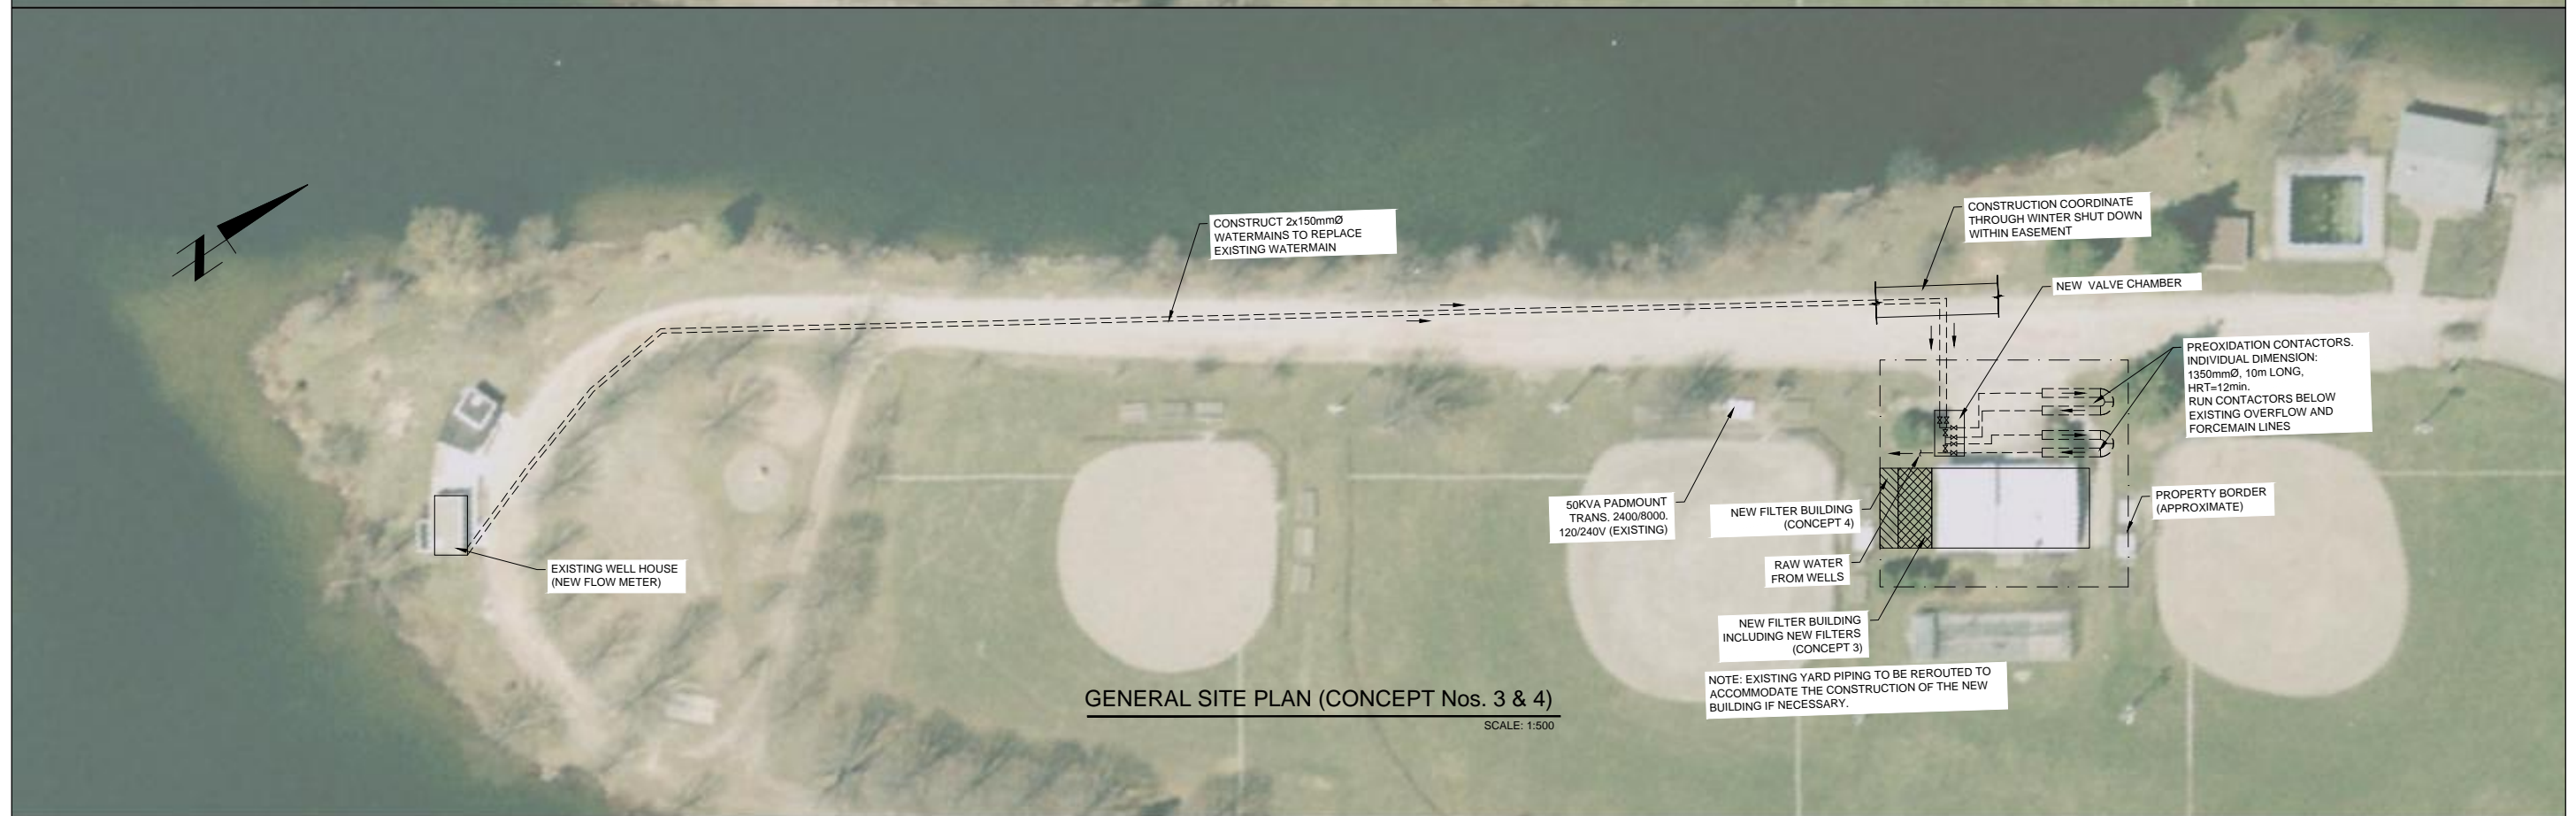 N
CONSTRUCT 2x150mmØ
WATERMAINS TO REPLACE
EXISTING WATERMAIN
CONSTRUCTION COORDINATE
THROUGH WINTER SHUT DOWN
WITHIN EASEMENT
NEW VALVE CHAMBER
PREOXIDATION CONTACTORS.
INDIVIDUAL DIMENSION:
1350mmØ, 10m LONG,
HRT=12min.
RUN CONTACTORS BELOW
EXISTING OVERFLOW AND
FORCEMAIN LINES
50KVA PADMOUNT
TRANS. 2400/8000.
120/240V (EXISTING)
NEW FILTER BUILDING
(CONCEPT 4)
PROPERTY BORDER
(APPROXIMATE)
RAW WATER
FROM WELLS
EXISTING WELL HOUSE
(NEW FLOW METER)
NEW FILTER BUILDING
INCLUDING NEW FILTERS
(CONCEPT 3)
NOTE: EXISTING YARD PIPING TO BE REROUTED TO
ACCOMMODATE THE CONSTRUCTION OF THE NEW
BUILDING IF NECESSARY.
GENERAL SITE PLAN (CONCEPT Nos. 3 & 4)
SCALE: 1:500